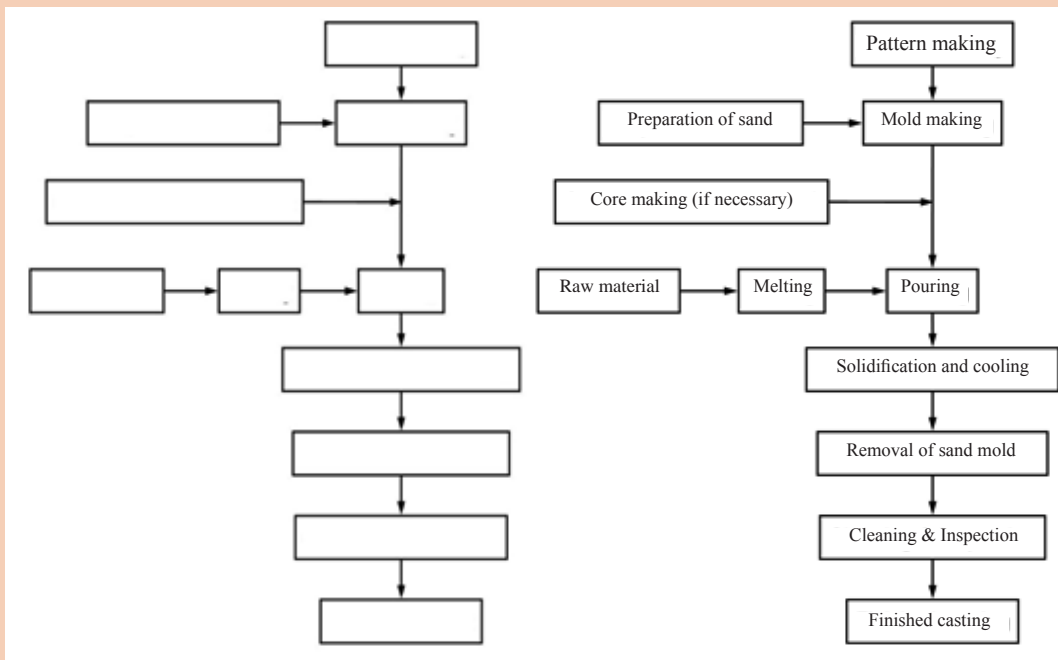 Pattern making
Preparation of sand
Mold making
Core making (if necessary)
Raw material
Melting
Pouring
Solidification and cooling
Removal of sand mold
Cleaning & Inspection
Finished casting